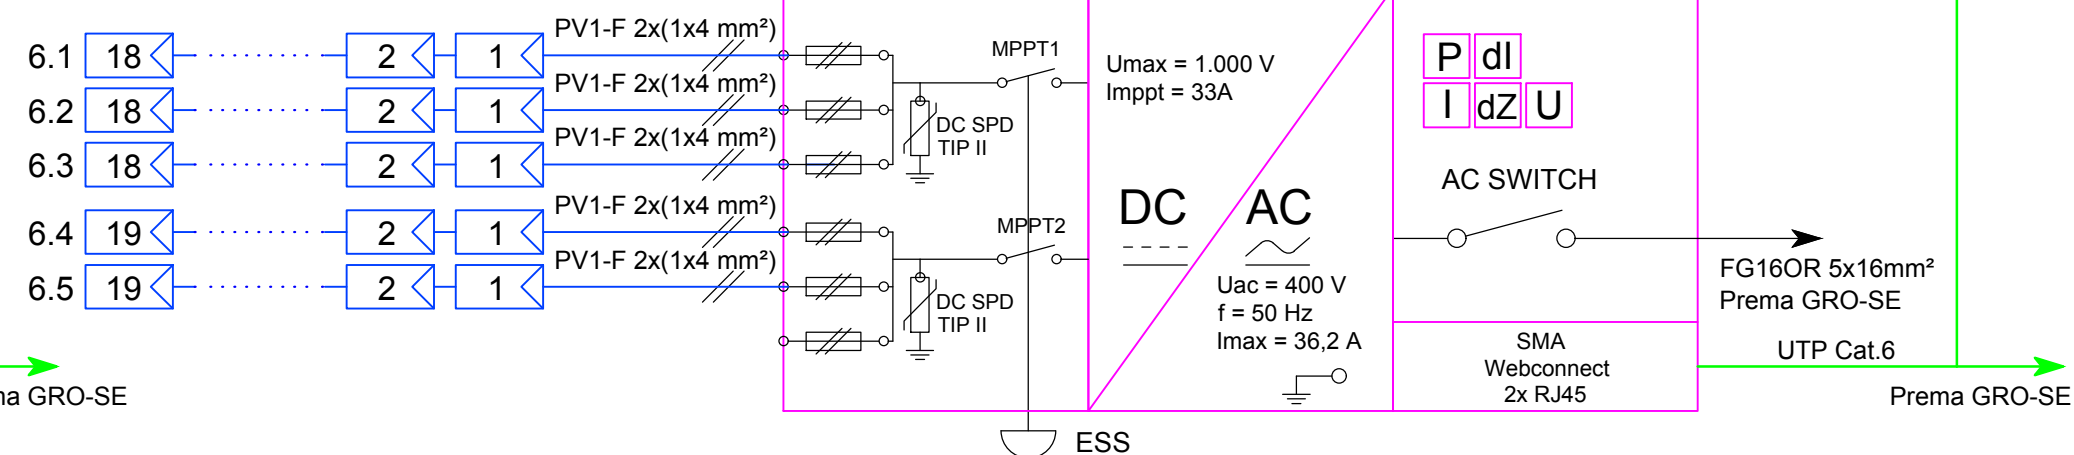 6.1 18 2 1 PV1-F 2x(1x4 mm²)
6.2 18 2 1 PV1-F 2x(1x4 mm²)
6.3 18 2 1 PV1-F 2x(1x4 mm²)
6.4 19 2 1 PV1-F 2x(1x4 mm²)
6.5 19 2 1 PV1-F 2x(1x4 mm²)
MPPT1
DC SPD
TIP II
MPPT2
DC SPD
TIP II
ESS
Umax = 1.000 V
Imppt = 33A
DC
AC
Uac = 400 V
f = 50 Hz
Imax = 36,2 A
P dI
I dZ U
AC SWITCH
SMA
Webconnect
2x RJ45
FG16OR 5x16mm²
Prema GRO-SE
UTP Cat.6
Prema GRO-SE
ma GRO-SE